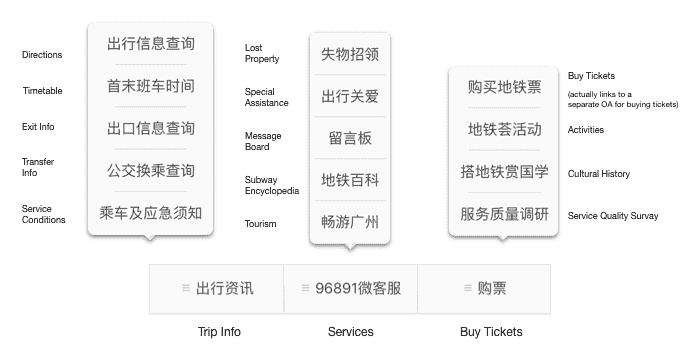 Directions
Timetable
Exit Info
Transfer
Info
Service
Conditions
出行信息查询
首末班车时间
出口信息查询
公交换乘查询
乘车及应急须知
Lost
Property
Special
Assistance
Message
Board
Subway
Encyclopedia
Tourism
失物招领
出行关爱
留言板
地铁百科
畅游广州
购买地铁票
地铁荟活动
搭地铁赏国学
服务质量调研
Buy Tickets
(actually links to a
separate OA for buying tickets)
Activities
Cultural History
Service Quality Survay
出行资讯
96891微客服
购票
Trip Info
Services
Buy Tickets